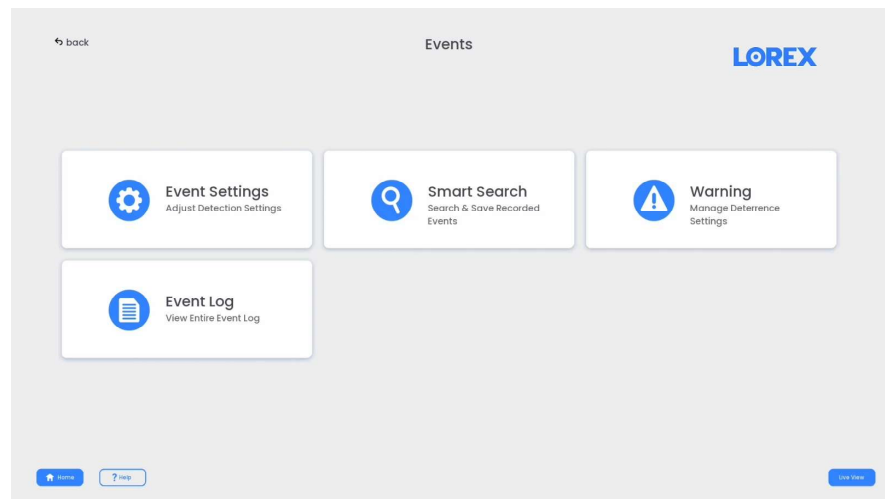 back
Events
LOREX
Event Settings
Adjust Detection Settings
Smart Search
Search & Save Recorded
Events
Warning
Manage Deterrence
Settings
Event Log
View Entire Event Log
Home
? Help
Live View